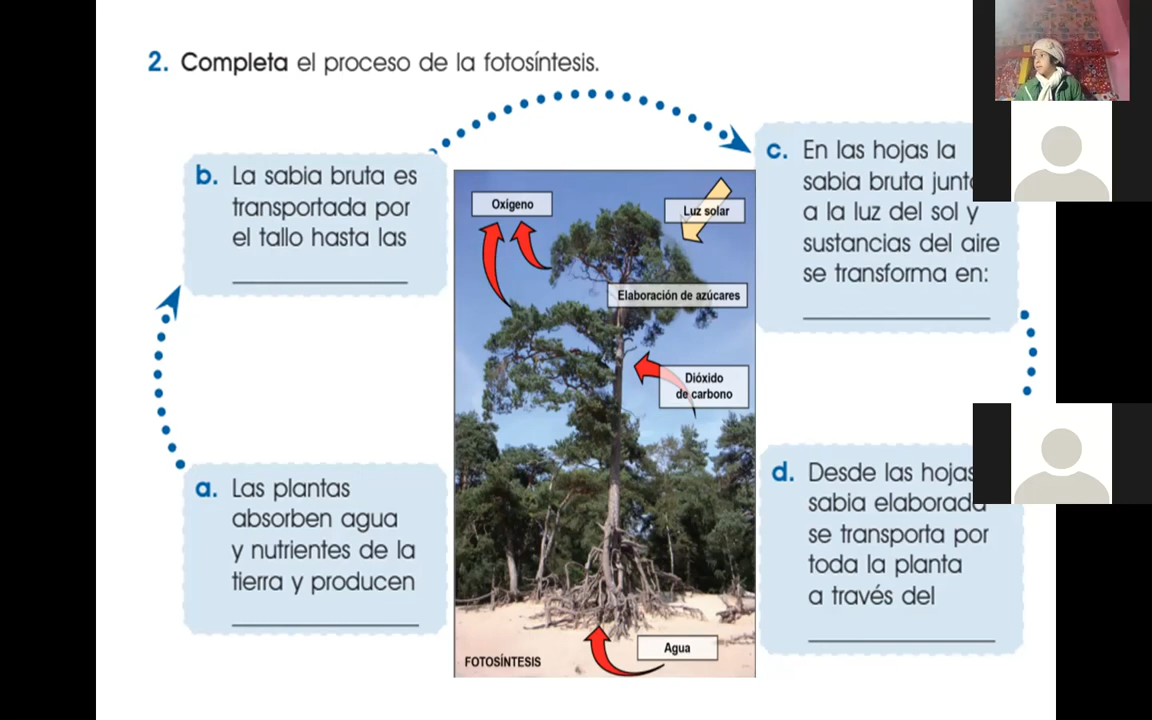 2. Completa el proceso de la fotosíntesis.
b. La sabia bruta es
transportada por
el tallo hasta las
c. En las hojas la
sabia bruta
a la luz del sol y
sustancias del aire
se transforma en:
a. Las plantas
absorben agua
y nutrientes de la
tierra y producen
d. Desde las hojas
sabia elaborada
se transporta por
toda la planta
a través del
Oxigeno
Luz solar
Elaboración de azúcares
Dióxido
de carbono
Agua
FOTOSÍNTESIS